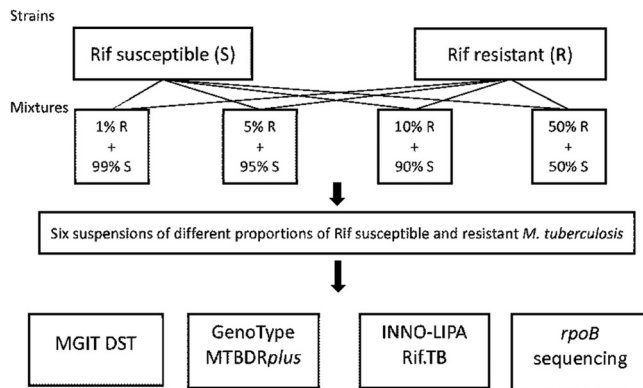 Strains
Rif susceptible (S)
Rif resistant (R)
Mixtures
1% R
+
99% S
5% R
+
95% S
10% R
+
90% S
50% R
+
50% S
Six suspensions of different proportions of Rif susceptible and resistant M. tuberculosis
MGIT DST
GenoType
MTBDRplus
INNO-LIPA
Rif.TB
rpoB
sequencing